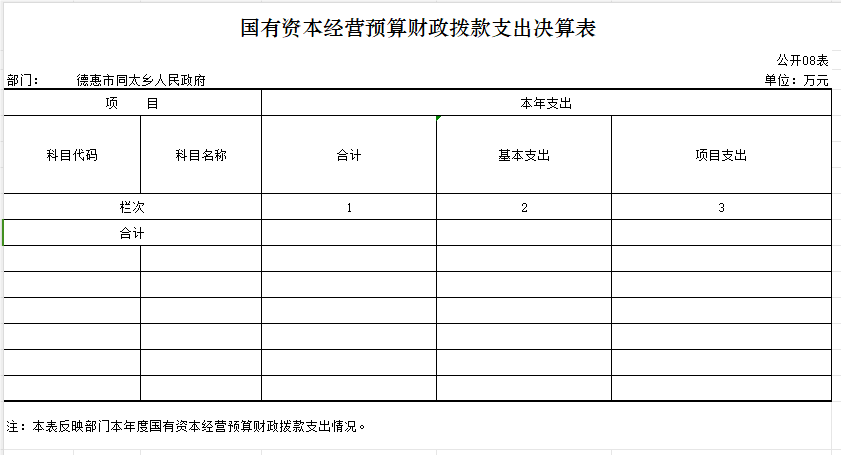 国有资本经营预算财政拨款支出决算表
公开08表
部门： 德惠市同太乡人民政府 单位：万元
项 目 本年支出
科目代码 科目名称 合计 基本支出 项目支出
栏次 1 2 3
合计
注：本表反映部门本年度国有资本经营预算财政拨款支出情况。